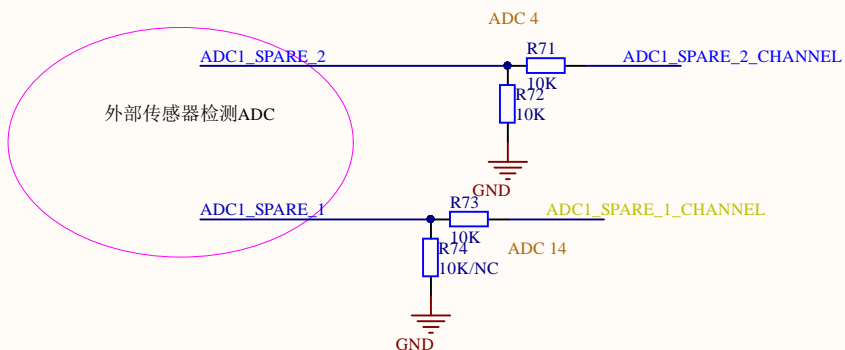 ADC 4
ADC1_SPARE_2
R71
10K
ADC1_SPARE_2_CHANNEL
R72
10K
外部传感器检测ADC
GND
ADC1_SPARE_1
R73
10K
ADC1_SPARE_1_CHANNEL
R74
10K/NC
ADC 14
GND